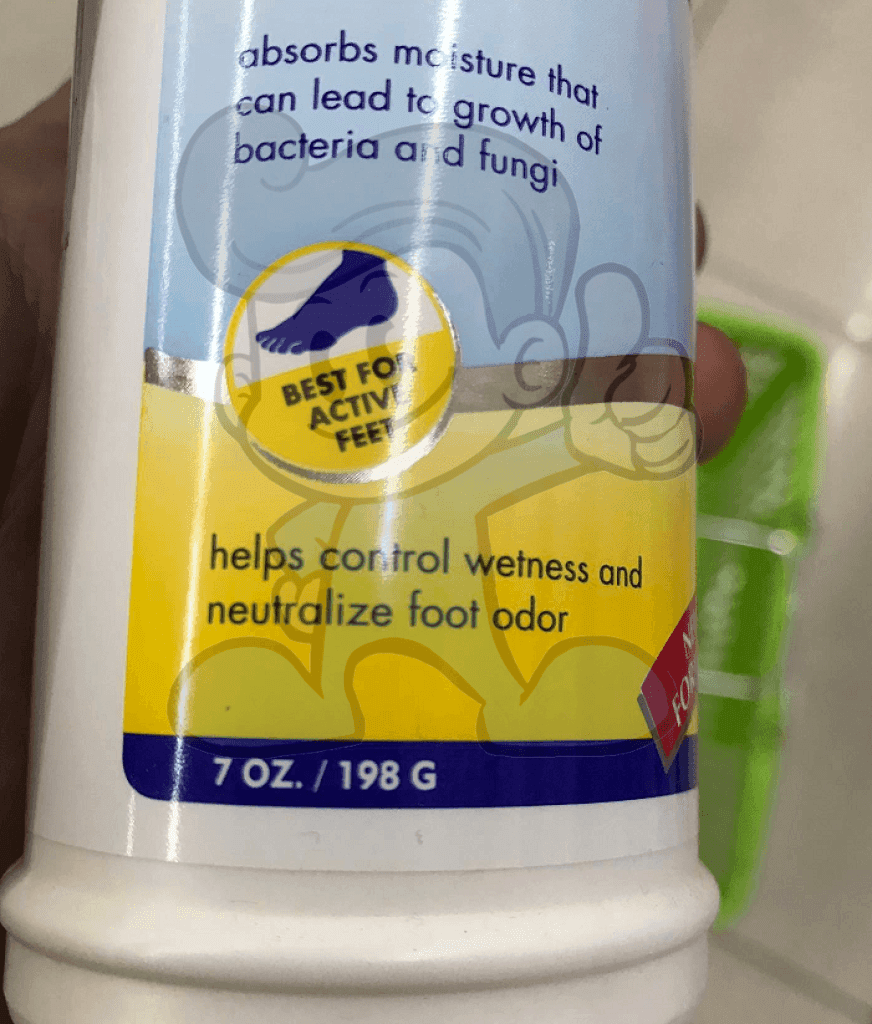 absorbs moisture that
can lead to growth of
bacteria and fungi
BEST FOR
ACTIVE
FEET
helps control wetness and
neutralize foot odor
7 OZ. / 198 G